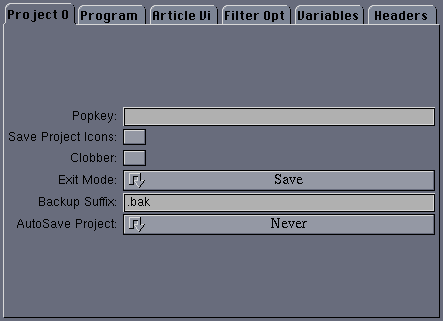 Project O Program Article Vi Filter Opt Variables Headers
Popkey:
Save Project Icons:
Clobber:
Exit Mode: Save
Backup Suffix: .bak
AutoSave Project: Never